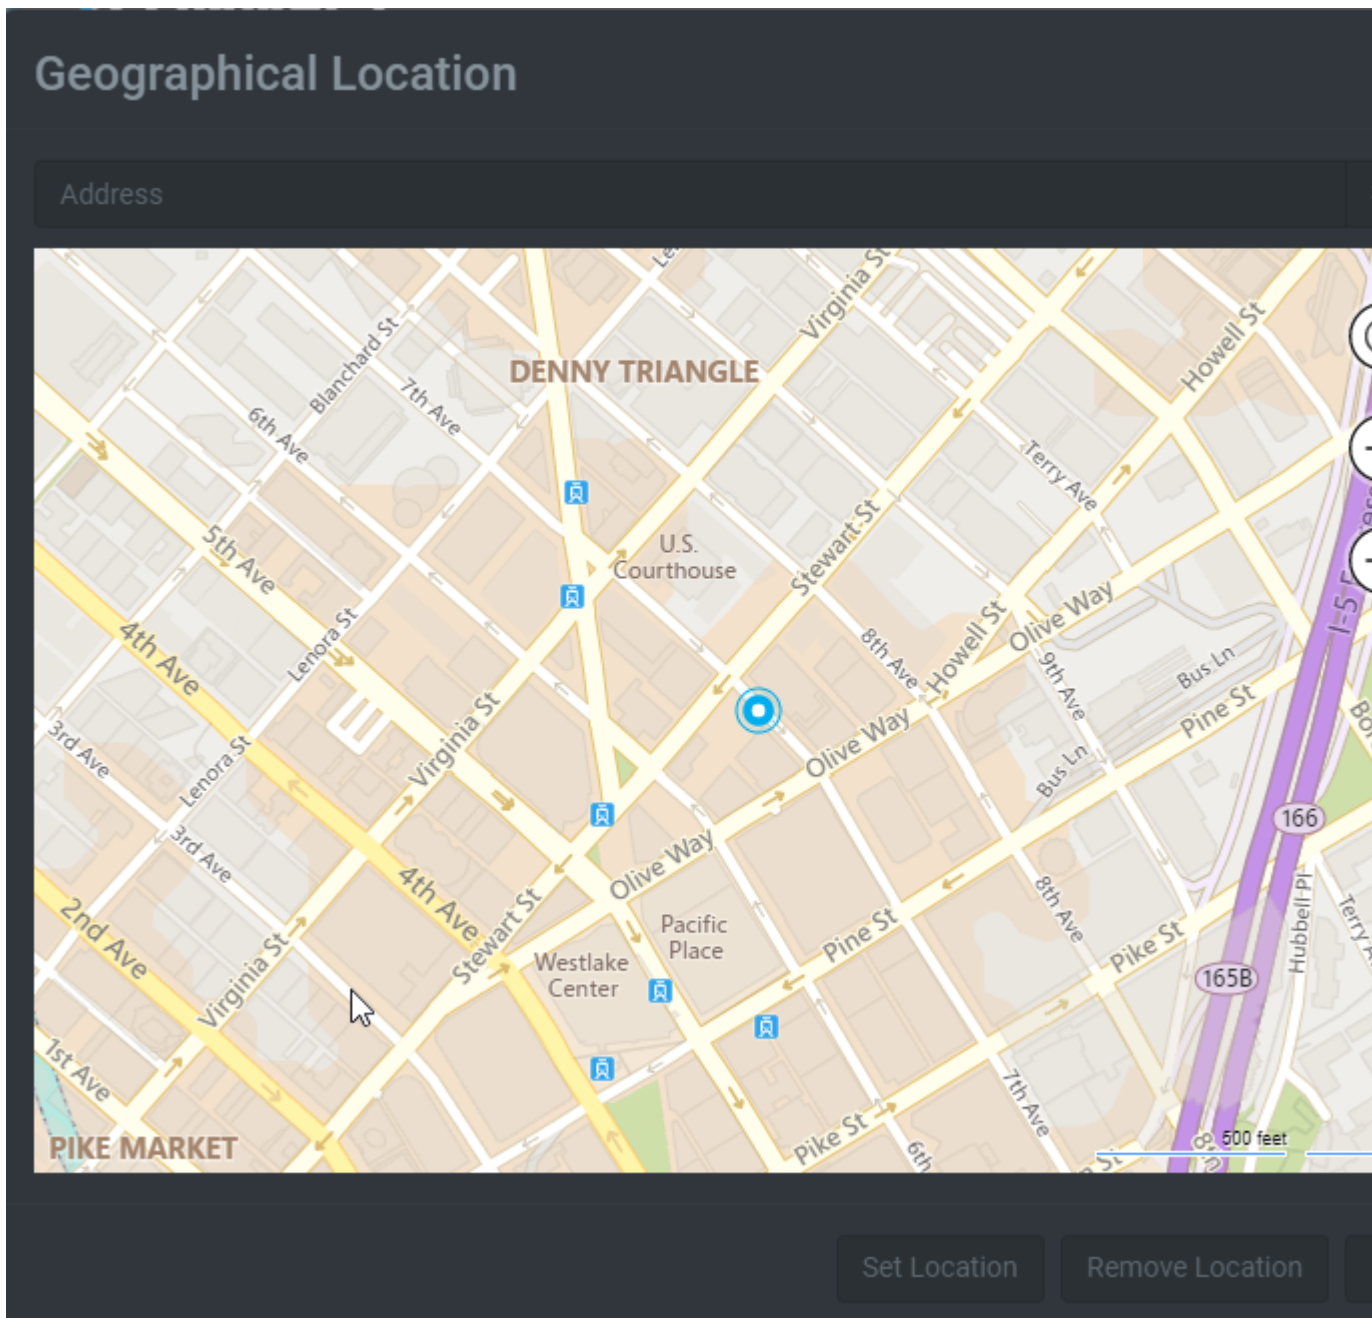 Geographical Location
Address
Virginia St
Howell St
Blanchard St
DENNY TRIANGLE
7th Ave
6th Ave
Terry Ave
U.S.
Courthouse
Stewart St
5th Ave
Olive Way
I-5
4th Ave
Lenora St
8th Ave
Howell St
9th Ave
Bus Ln
Pine St
Virginia St
Olive Way
3rd Ave
Lenora St
Bus Ln
166
3rd Ave
Olive Way
4th Ave
8th Ave
Hubbell Pl
Terry
2nd Ave
Stewart St
Pacific
Place
Pine St
Pike St
Westlake
Center
165B
Virginia St
1st Ave
7th Ave
PIKE MARKET
Pike St
6th
500 feet
Set Location
Remove Location